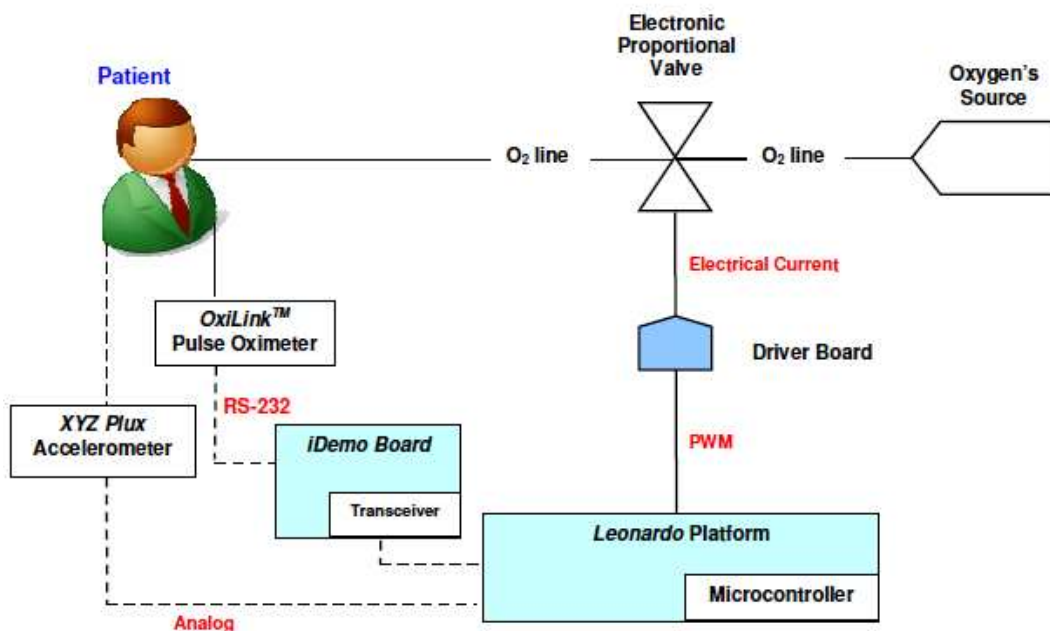 Electronic
Proportional
Valve
Oxygen's
Source
Patient
O₂ line
O₂ line
Electrical Current
OxiLink™
Pulse Oximeter
Driver Board
RS-232
XYZ Plux
Accelerometer
iDemo Board
PWM
Transceiver
Leonardo Platform
Microcontroller
Analog